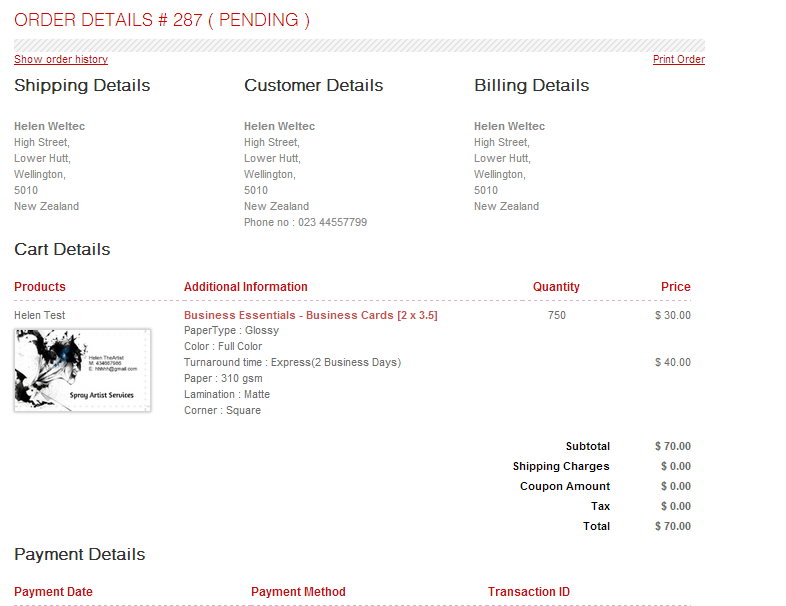 ORDER DETAILS # 287 ( PENDING )
Show order history Print Order
Shipping Details Customer Details Billing Details
Helen Weltec Helen Weltec Helen Weltec
High Street, High Street, High Street,
Lower Hutt, Lower Hutt, Lower Hutt,
Wellington, Wellington, Wellington,
5010 5010 5010
New Zealand New Zealand New Zealand
Phone no : 023 44557799
Cart Details
Products Additional Information Quantity Price
Helen Test Business Essentials - Business Cards [2 x 3.5] 750 $ 30.00
PaperType : Glossy
Color : Full Color
Turnaround time : Express(2 Business Days) $ 40.00
Paper : 310 gsm
Lamination : Matte
Corner : Square
Helen TheArtist
M: 434667986
E: hhhhh@gmail.com
Spray Artist Services
Subtotal $ 70.00
Shipping Charges $ 0.00
Coupon Amount $ 0.00
Tax $ 0.00
Total $ 70.00
Payment Details
Payment Date Payment Method Transaction ID